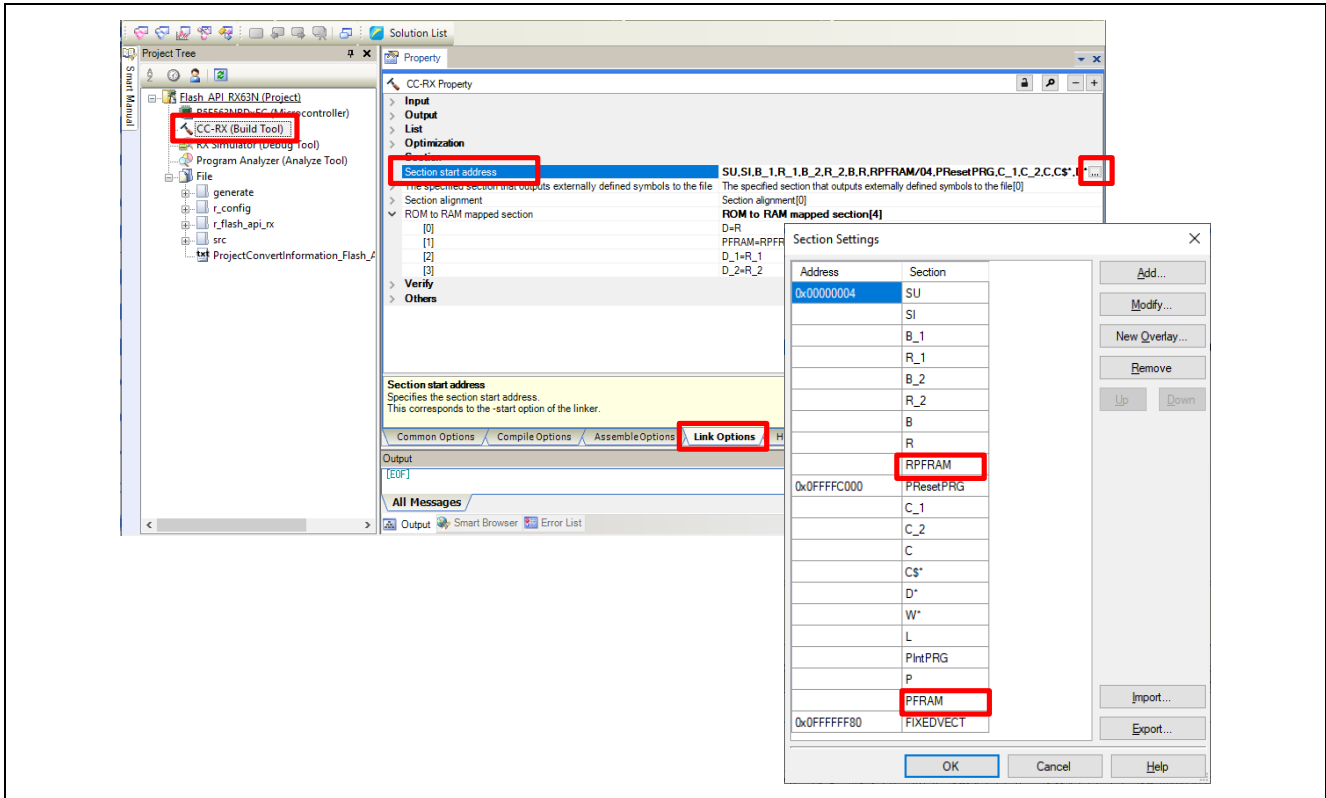 Solution List
Smart Manual
Project Tree
Flash_API_RX63N (Project)
R5F563NBDxFC (Microcontroller)
CC-RX (Build Tool)
RX Simulator (Debug Tool)
Program Analyzer (Analyze Tool)
File
generate
r_config
r_flash_api_rx
src
ProjectConvertInformation_Flash_A
Property
CC-RX Property
Input
Output
List
Optimization
Section
Section start address SU,SI,B_1,R_1,B_2,R_2,B,R,RPFRAM/04,PResetPRG,C_1,C_2,C,C$*,D* ...
The specified section that outputs externally defined symbols to the file The specified section that outputs externally defined symbols to the file[0]
Section alignment Section alignment[0]
ROM to RAM mapped section ROM to RAM mapped section[4]
[0] D=R
[1] PFRAM=RPFR
[2] D_1=R_1
[3] D_2=R_2
Verify
Others
Section start address
Specifies the section start address.
This corresponds to the -start option of the linker.
Common Options Compile Options Assemble Options Link Options H
Output
[EOF]
All Messages
Output Smart Browser Error List
Section Settings
Address Section
0x00000004 SU
SI
B_1
R_1
B_2
R_2
B
R
RPFRAM
0x0FFFFC000 PResetPRG
C_1
C_2
C
C$*
D*
W*
L
PIntPRG
P
PFRAM
0x0FFFFFF80 FIXEDVECT
Add...
Modify...
New Overlay...
Remove
Up Down
Import...
Export...
OK Cancel Help